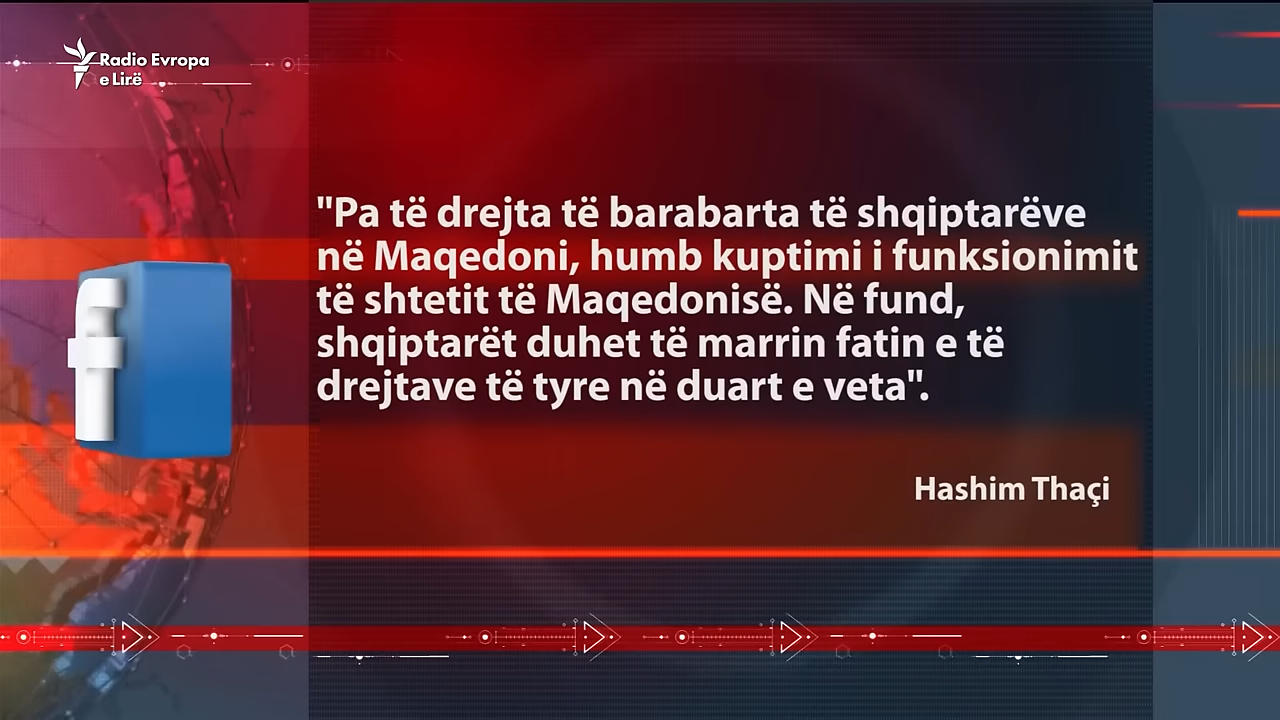 Radio Evropa
e Lirë
"Pa të drejta të barabarta të shqiptarëve
në Maqedoni, humb kuptimi i funksionimit
të shtetit të Maqedonisë. Në fund,
shqiptarët duhet të marrin fatin e të
drejtave të tyre në duart e veta".
Hashim Thaçi
f